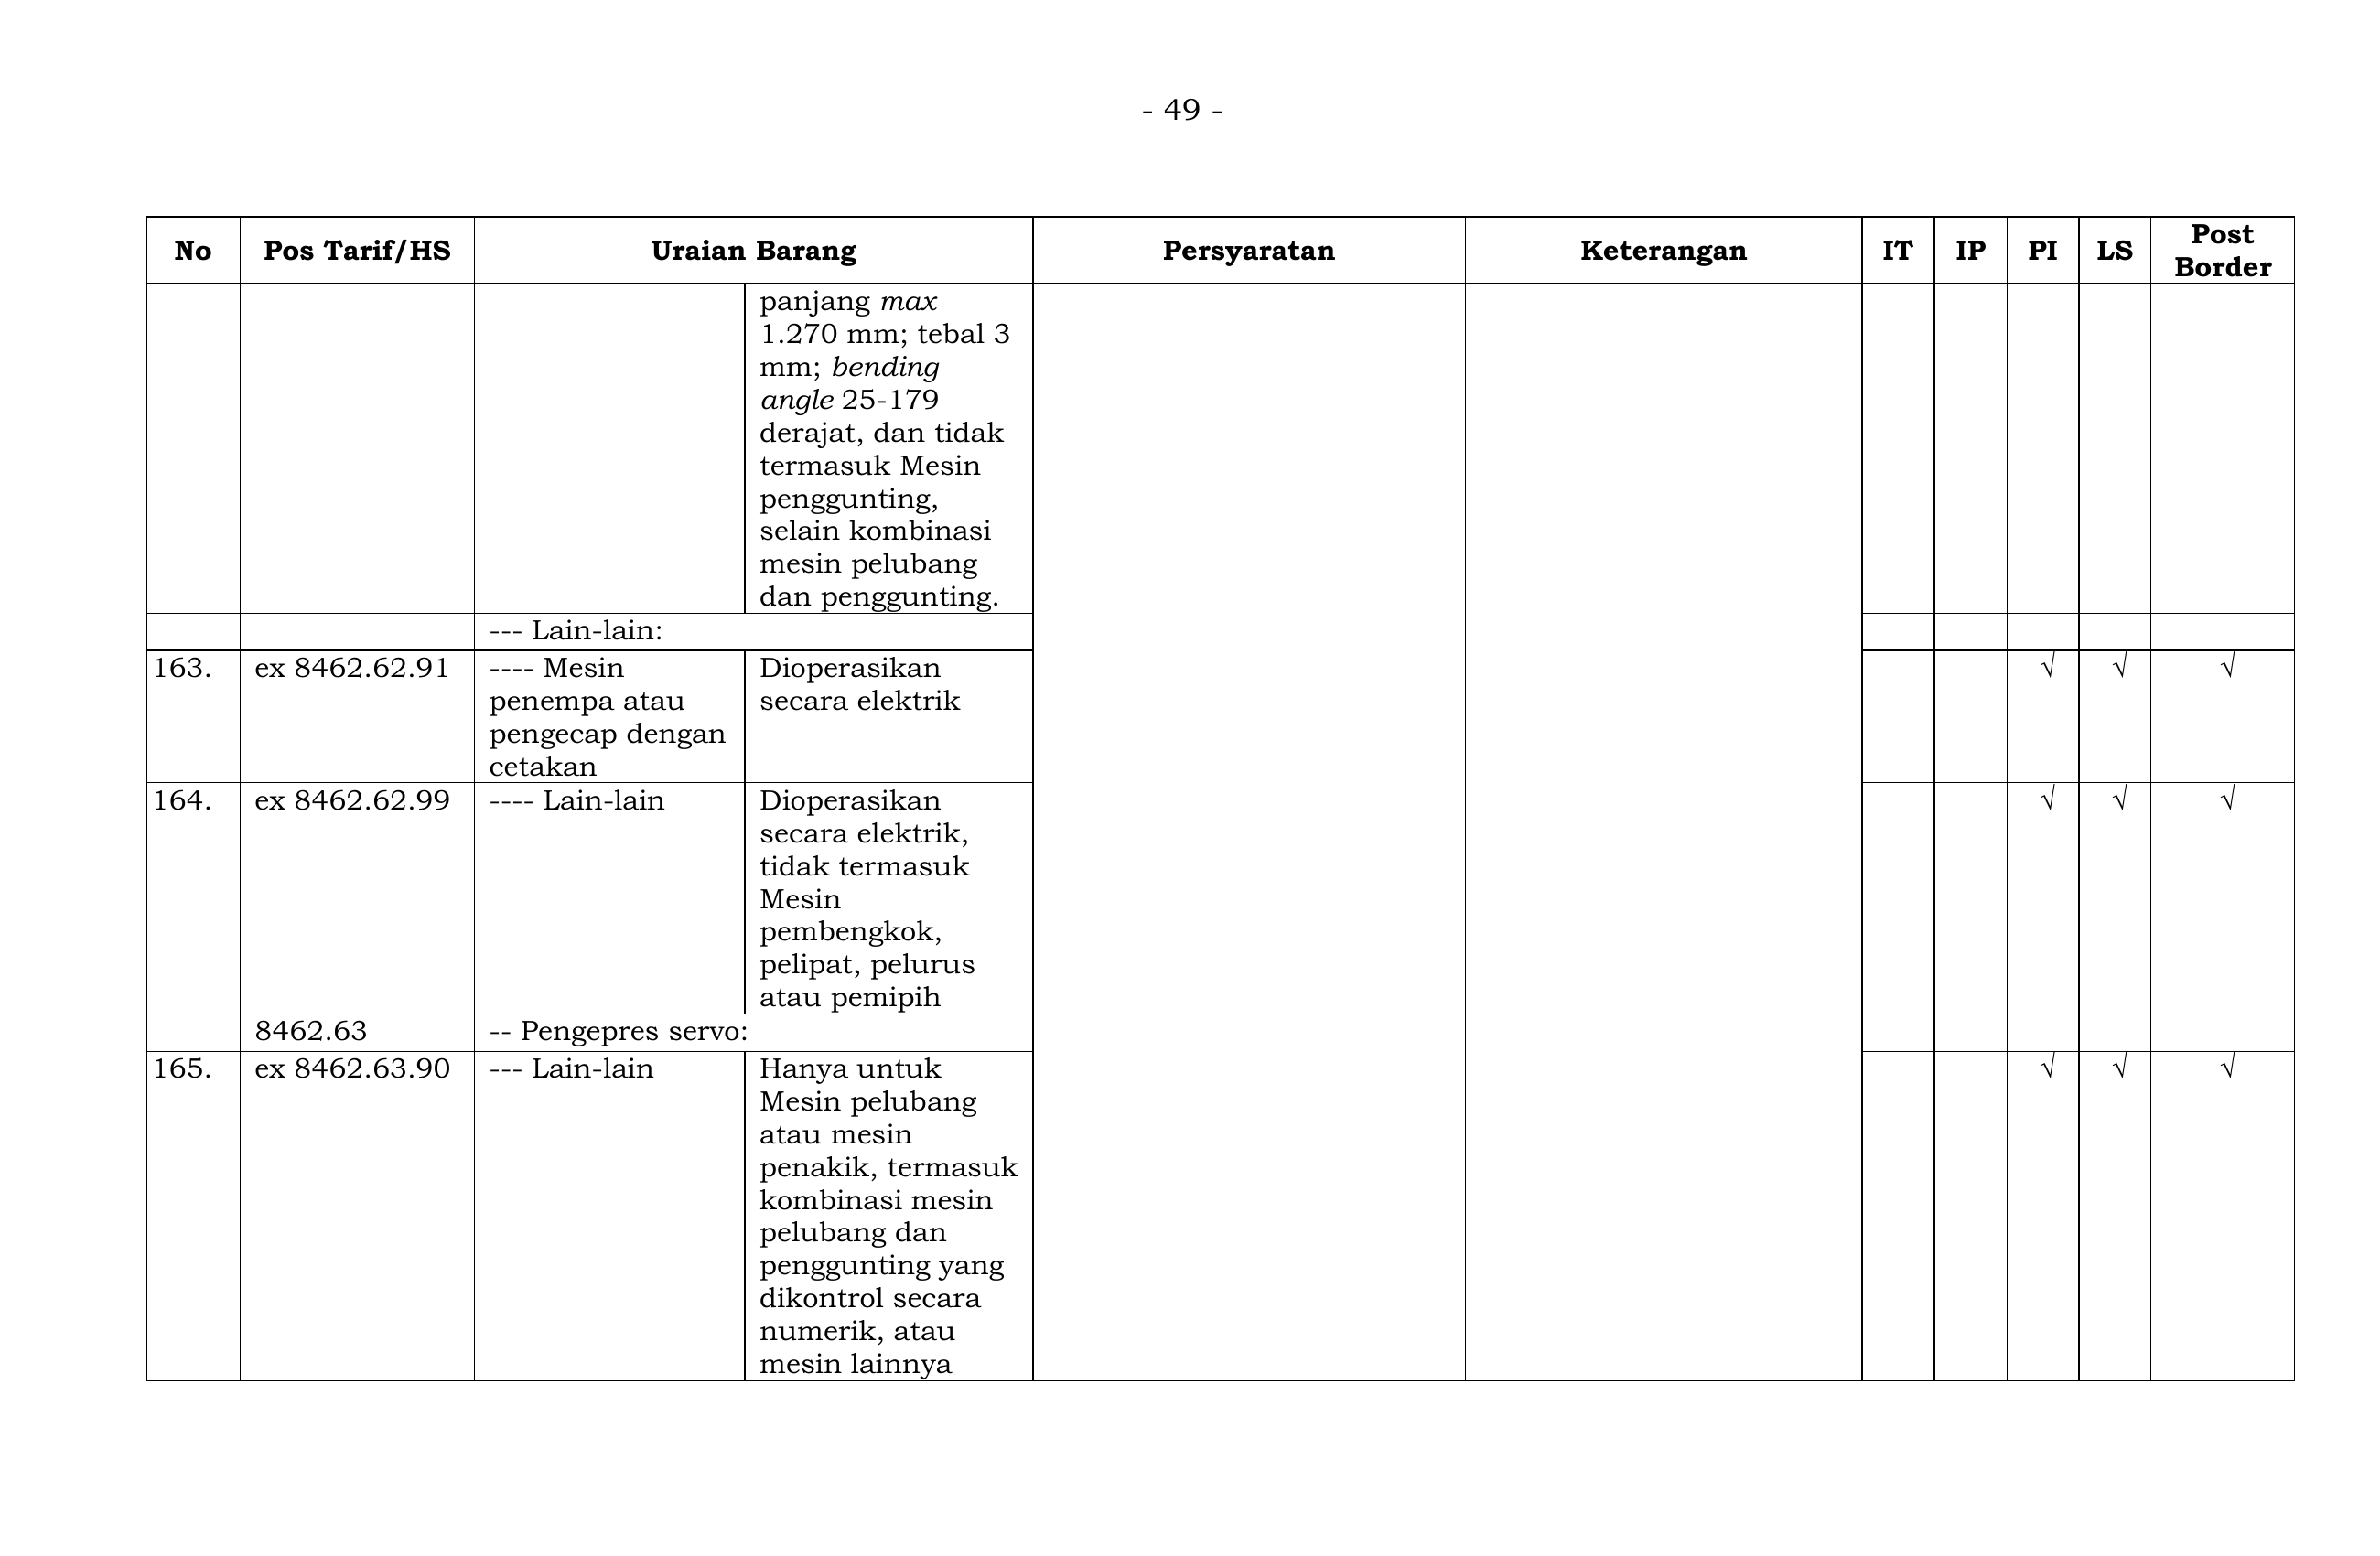 - 49 -
No Pos Tarif/HS Uraian Barang Persyaratan Keterangan IT IP PI LS Post Border
panjang max
1.270 mm; tebal 3
mm; bending
angle 25-179
derajat, dan tidak
termasuk Mesin
penggunting,
selain kombinasi
mesin pelubang
dan penggunting.
--- Lain-lain:
163. ex 8462.62.91 ---- Mesin Dioperasikan √ √ √
penempa atau secara elektrik
pengecap dengan
cetakan
164. ex 8462.62.99 ---- Lain-lain Dioperasikan √ √ √
secara elektrik,
tidak termasuk
Mesin
pembengkok,
pelipat, pelurus
atau pemipih
8462.63 -- Pengepres servo:
165. ex 8462.63.90 --- Lain-lain Hanya untuk √ √ √
Mesin pelubang
atau mesin
penakik, termasuk
kombinasi mesin
pelubang dan
penggunting yang
dikontrol secara
numerik, atau
mesin lainnya